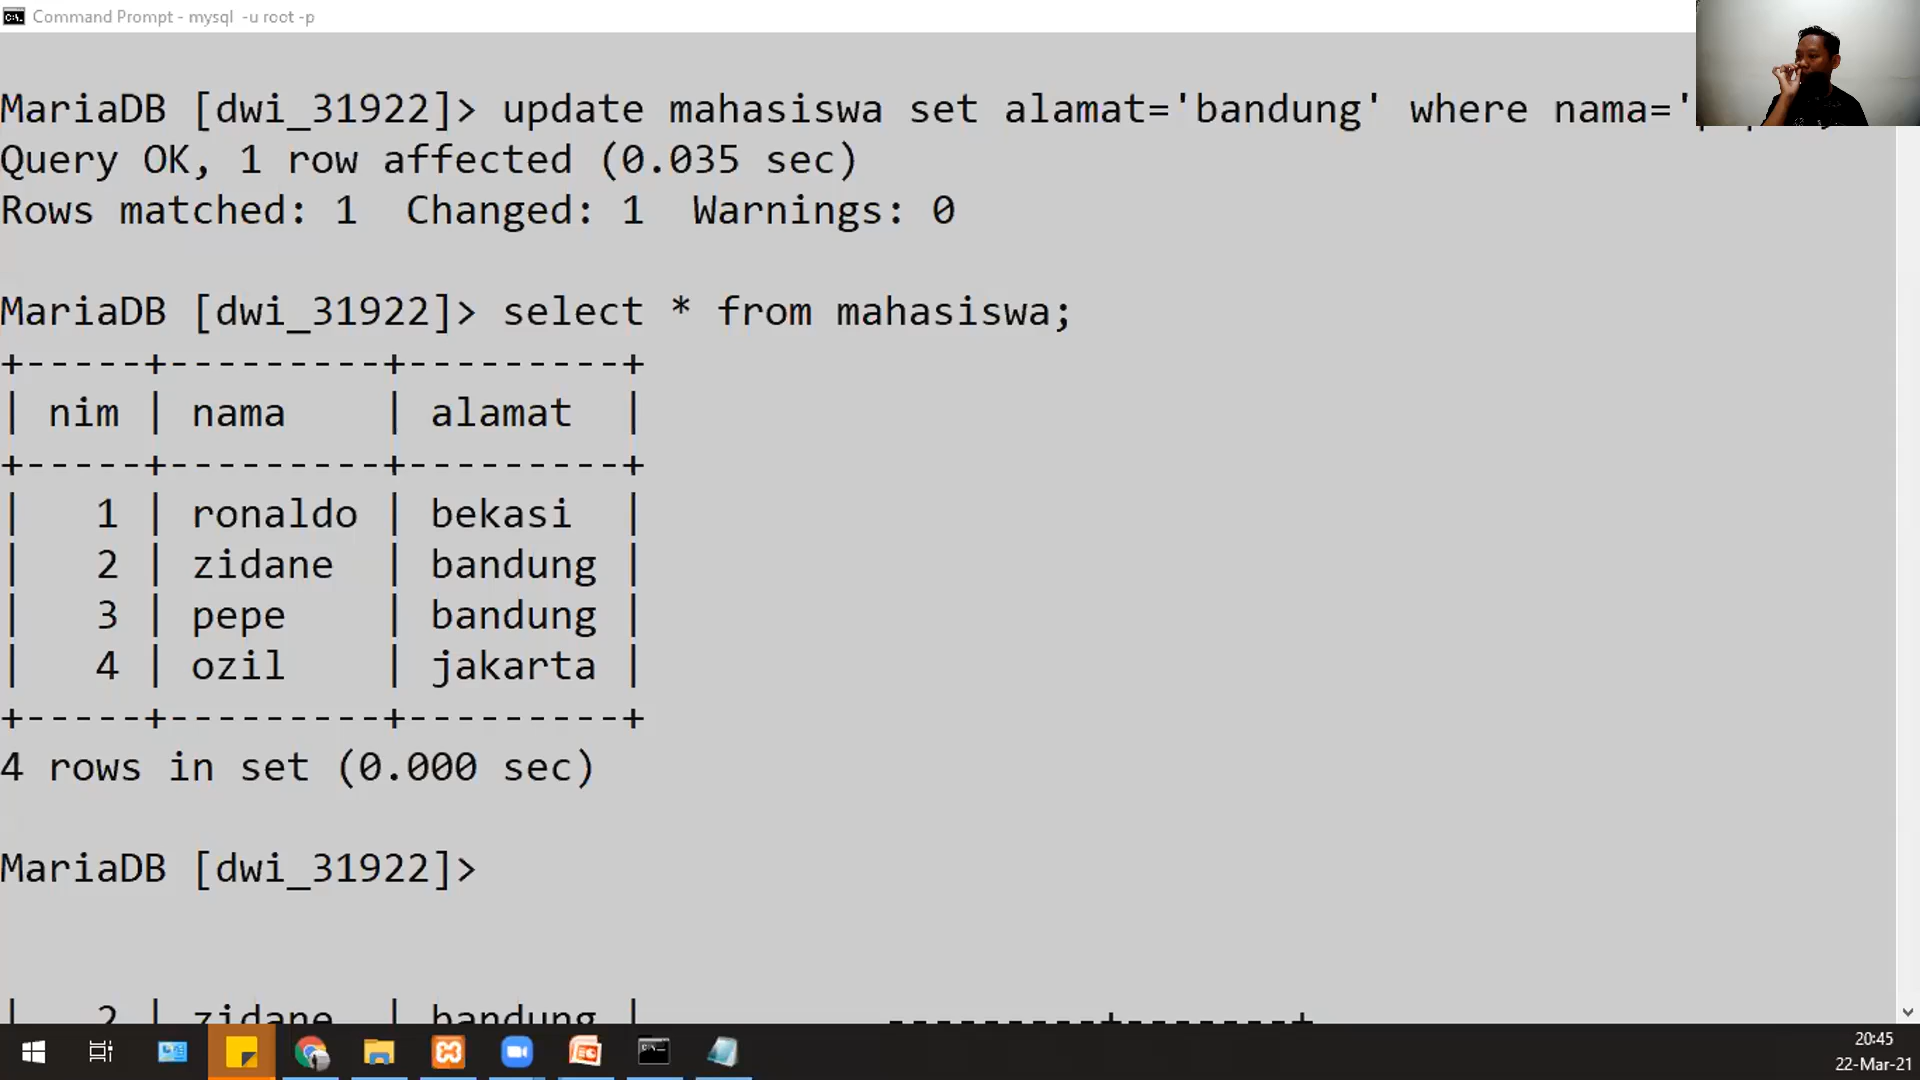 Command Prompt - mysql -u root -p
MariaDB [dwi_31922]> update mahasiswa set alamat='bandung' where nama='
Query OK, 1 row affected (0.035 sec)
Rows matched: 1  Changed: 1  Warnings: 0
MariaDB [dwi_31922]> select * from mahasiswa;
+-----+---------+---------+
| nim | nama    | alamat  |
+-----+---------+---------+
|   1 | ronaldo | bekasi  |
|   2 | zidane  | bandung |
|   3 | pepe    | bandung |
|   4 | ozil    | jakarta |
+-----+---------+---------+
4 rows in set (0.000 sec)
MariaDB [dwi_31922]>
|   2 | zidane  | bandung |
20:45
22-Mar-21